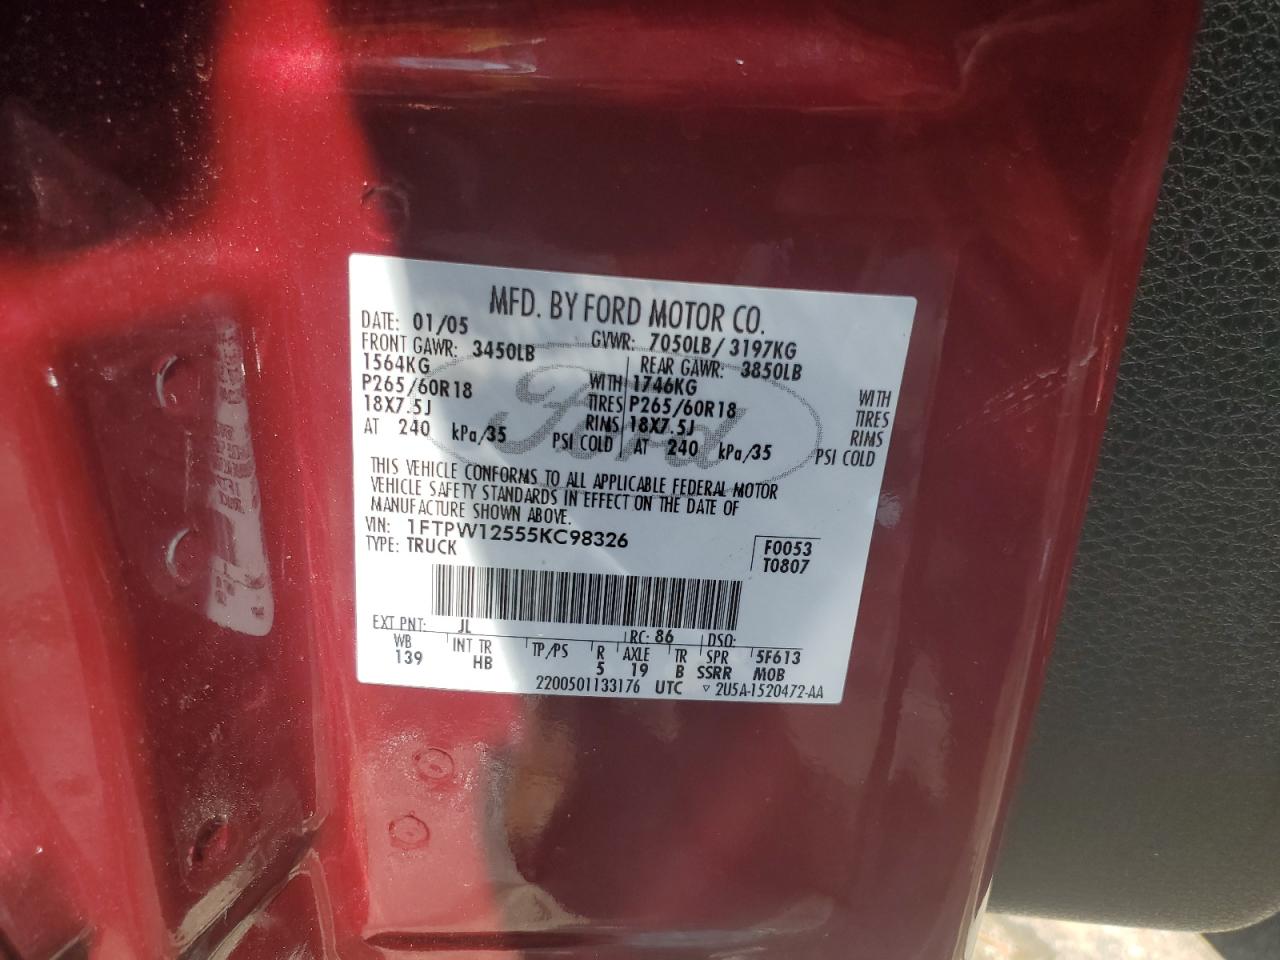 MFD. BY FORD MOTOR CO.
DATE: 01/05 GVWR: 7050LB/3197KG
FRONT GAWR: 3450LB REAR GAWR: 3850LB
1564KG WITH 1746KG WITH
P265/60R18 TIRES P265/60R18 TIRES
18X7.5J RIMS 18X7.5J RIMS
AT 240 kPa/35 PSI COLD AT 240 kPa/35 PSI COLD
Ford
THIS VEHICLE CONFORMS TO ALL APPLICABLE FEDERAL MOTOR
VEHICLE SAFETY STANDARDS IN EFFECT ON THE DATE OF
MANUFACTURE SHOWN ABOVE.
VIN: 1FTPW12555KC98326
TYPE: TRUCK
F0053
T0807
EXT PNT: JL RC: 86 DSO:
WB INT TR TP/PS R AXLE TR SPR 5F613
139 HB 5 19 B SSRR MOB
2200501133176 UTC ▽ 2U5A-1520472-AA